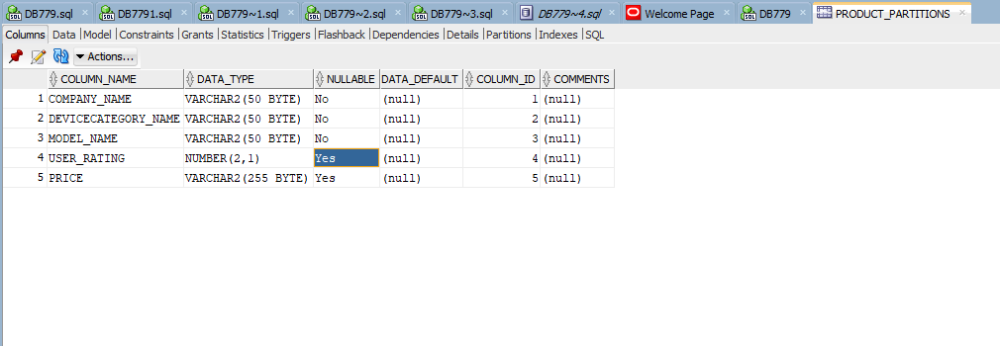 DB779.sql DB7791.sql DB779~1.sql DB779~2.sql DB779~3.sql DB779~4.sql Welcome Page DB779 PRODUCT_PARTITIONS
Columns Data Model Constraints Grants Statistics Triggers Flashback Dependencies Details Partitions Indexes SQL
Actions...
COLUMN_NAME DATA_TYPE NULLABLE DATA_DEFAULT COLUMN_ID COMMENTS
1 COMPANY_NAME VARCHAR2(50 BYTE) No (null) 1 (null)
2 DEVICECATEGORY_NAME VARCHAR2(50 BYTE) No (null) 2 (null)
3 MODEL_NAME VARCHAR2(50 BYTE) No (null) 3 (null)
4 USER_RATING NUMBER(2,1) Yes (null) 4 (null)
5 PRICE VARCHAR2(255 BYTE) Yes (null) 5 (null)